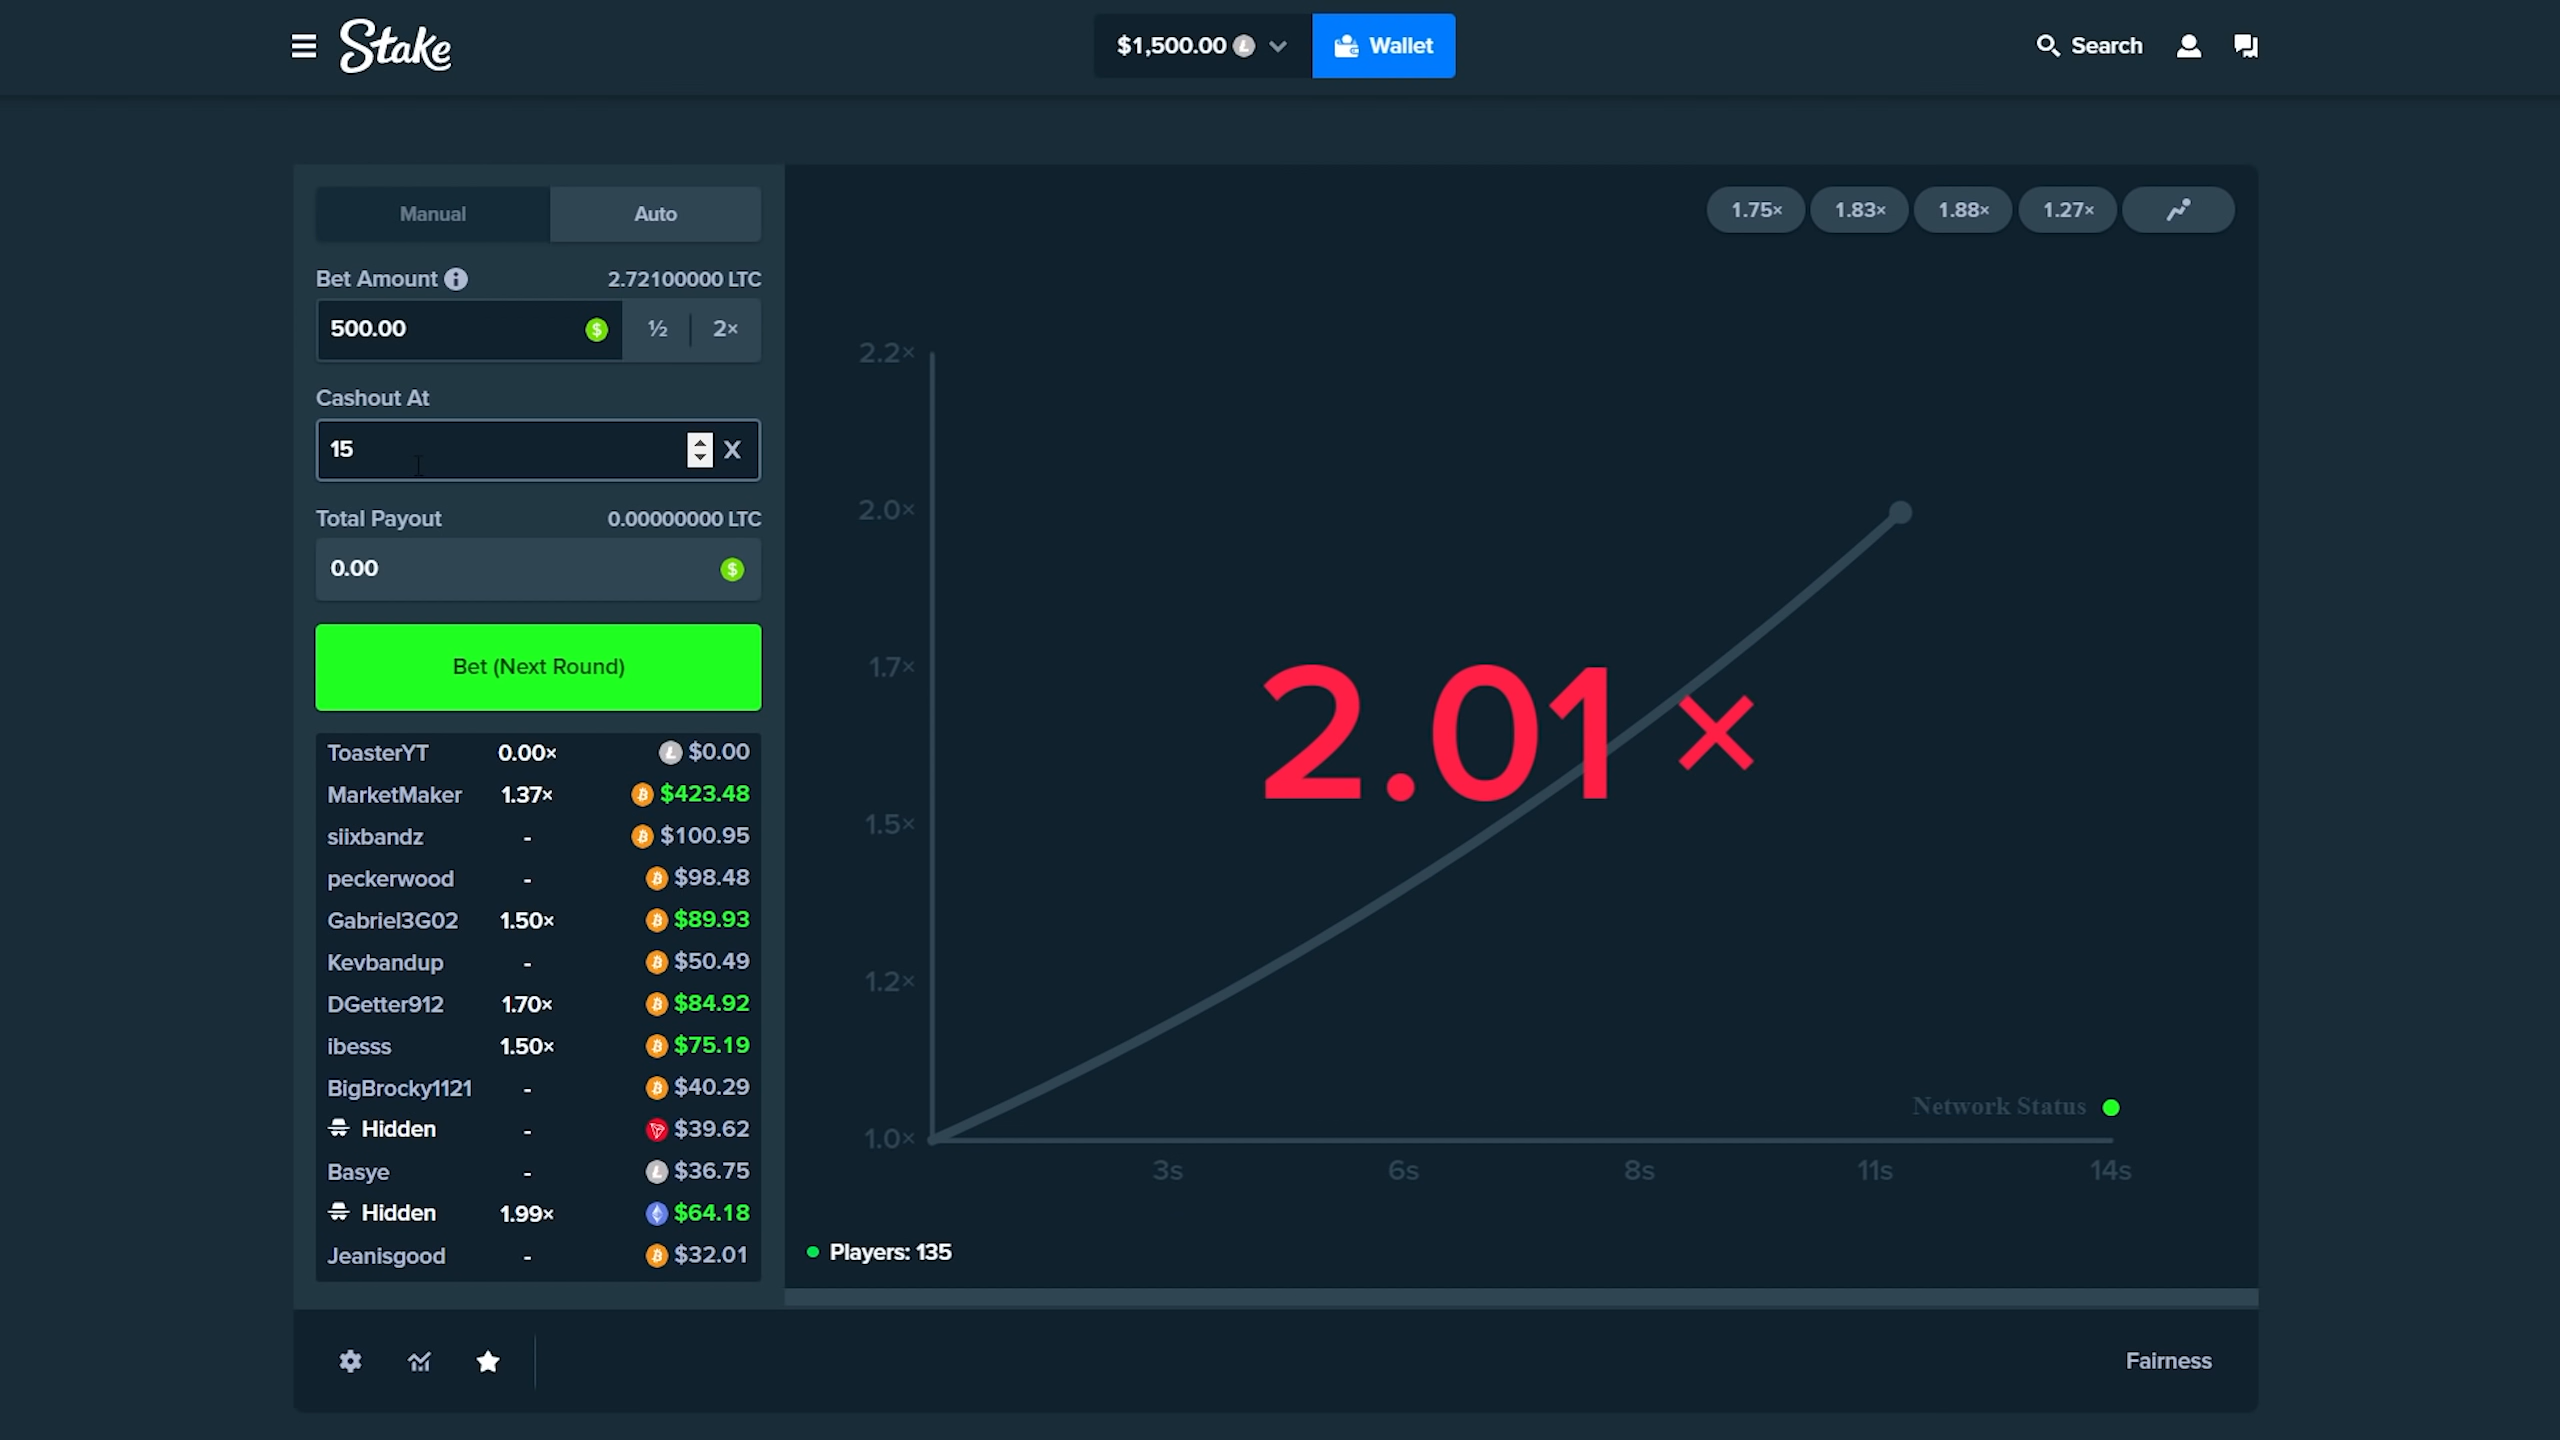 Stake
$1,500.00
Wallet
Search
Manual
Auto
1.75×
1.83×
1.88×
1.27×
Bet Amount
2.72100000 LTC
500.00
½
2×
Cashout At
15
X
Total Payout
0.00000000 LTC
0.00
Bet (Next Round)
ToasterYT 0.00× $0.00
MarketMaker 1.37× $423.48
siixbandz - $100.95
peckerwood - $98.48
Gabriel3G02 1.50× $89.93
Kevbandup - $50.49
DGetter912 1.70× $84.92
ibesss 1.50× $75.19
BigBrocky1121 - $40.29
Hidden - $39.62
Basye - $36.75
Hidden 1.99× $64.18
Jeanisgood - $32.01
2.2×
2.0×
1.7×
1.5×
1.2×
1.0×
2.01×
Network Status
3s
6s
8s
11s
14s
Players: 135
Fairness